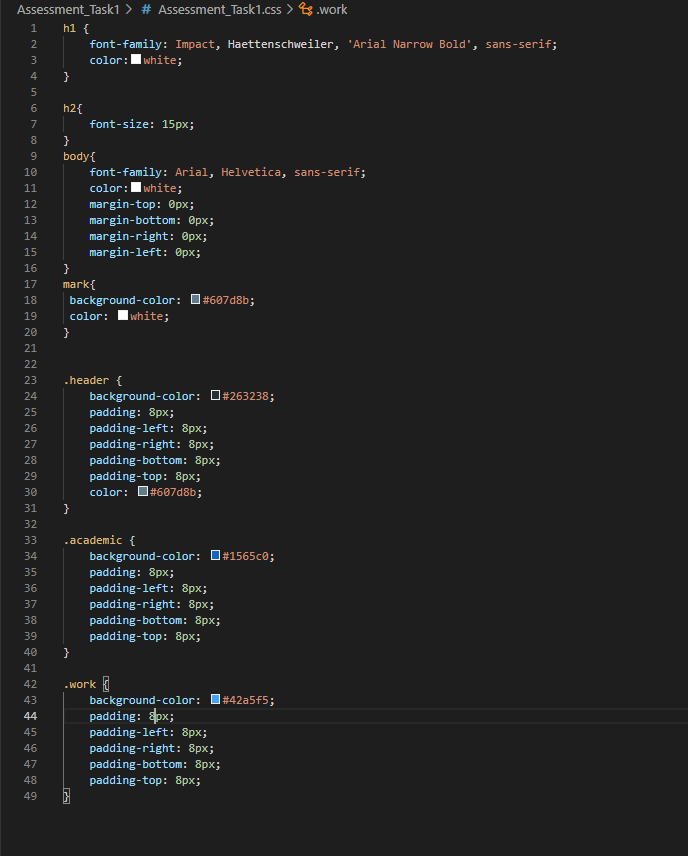 Assessment_Task1 > # Assessment_Task1.css > .work
1 h1 {
2 font-family: Impact, Haettenschweiler, 'Arial Narrow Bold', sans-serif;
3 color:white;
4 }
5
6 h2{
7 font-size: 15px;
8 }
9 body{
10 font-family: Arial, Helvetica, sans-serif;
11 color:white;
12 margin-top: 0px;
13 margin-bottom: 0px;
14 margin-right: 0px;
15 margin-left: 0px;
16 }
17 mark{
18 background-color: #607d8b;
19 color: white;
20 }
21
22
23 .header {
24 background-color: #263238;
25 padding: 8px;
26 padding-left: 8px;
27 padding-right: 8px;
28 padding-bottom: 8px;
29 padding-top: 8px;
30 color: #607d8b;
31 }
32
33 .academic {
34 background-color: #1565c0;
35 padding: 8px;
36 padding-left: 8px;
37 padding-right: 8px;
38 padding-bottom: 8px;
39 padding-top: 8px;
40 }
41
42 .work {
43 background-color: #42a5f5;
44 padding: 8px;
45 padding-left: 8px;
46 padding-right: 8px;
47 padding-bottom: 8px;
48 padding-top: 8px;
49 }